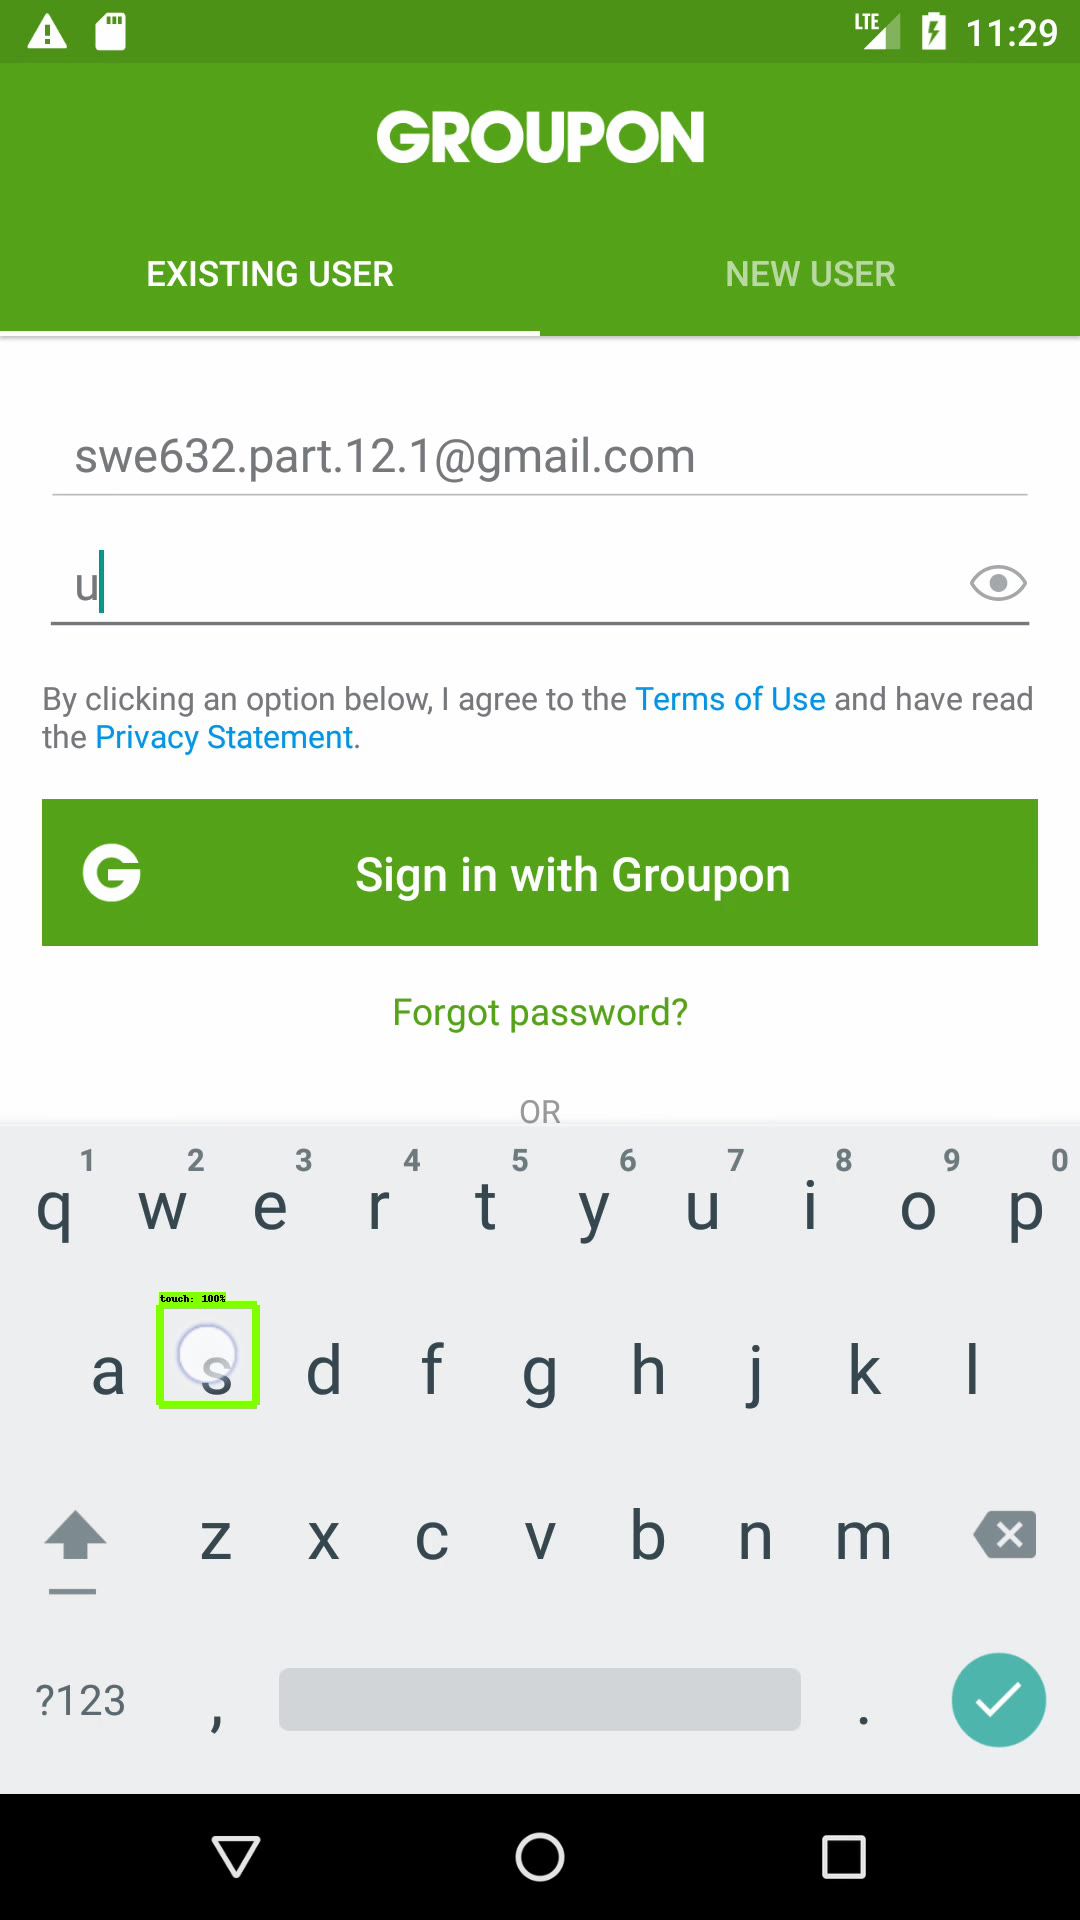 LTE 11:29
GROUPON
EXISTING USER NEW USER
swe632.part.12.1@gmail.com
u
By clicking an option below, I agree to the Terms of Use and have read
the Privacy Statement.
G Sign in with Groupon
Forgot password?
OR
1 2 3 4 5 6 7 8 9 0
q w e r t y u i o p
touch: 100%
a s d f g h j k l
z x c v b n m
?123 , .